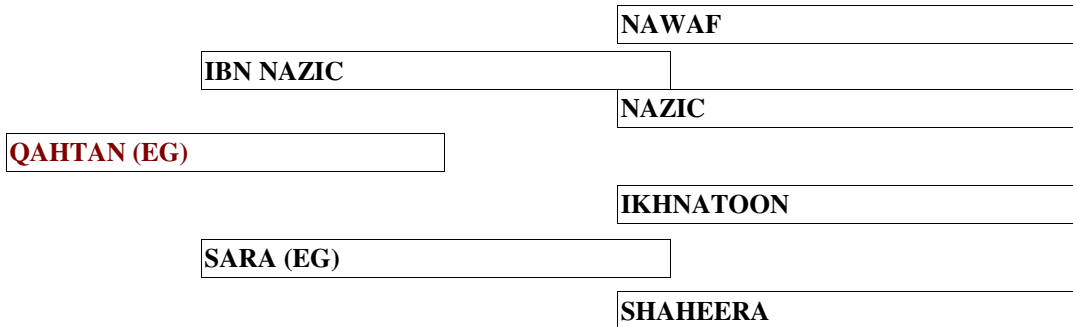 NAWAF
IBN NAZIC
NAZIC
QAHTAN (EG)
IKHNATOON
SARA (EG)
SHAHEERA